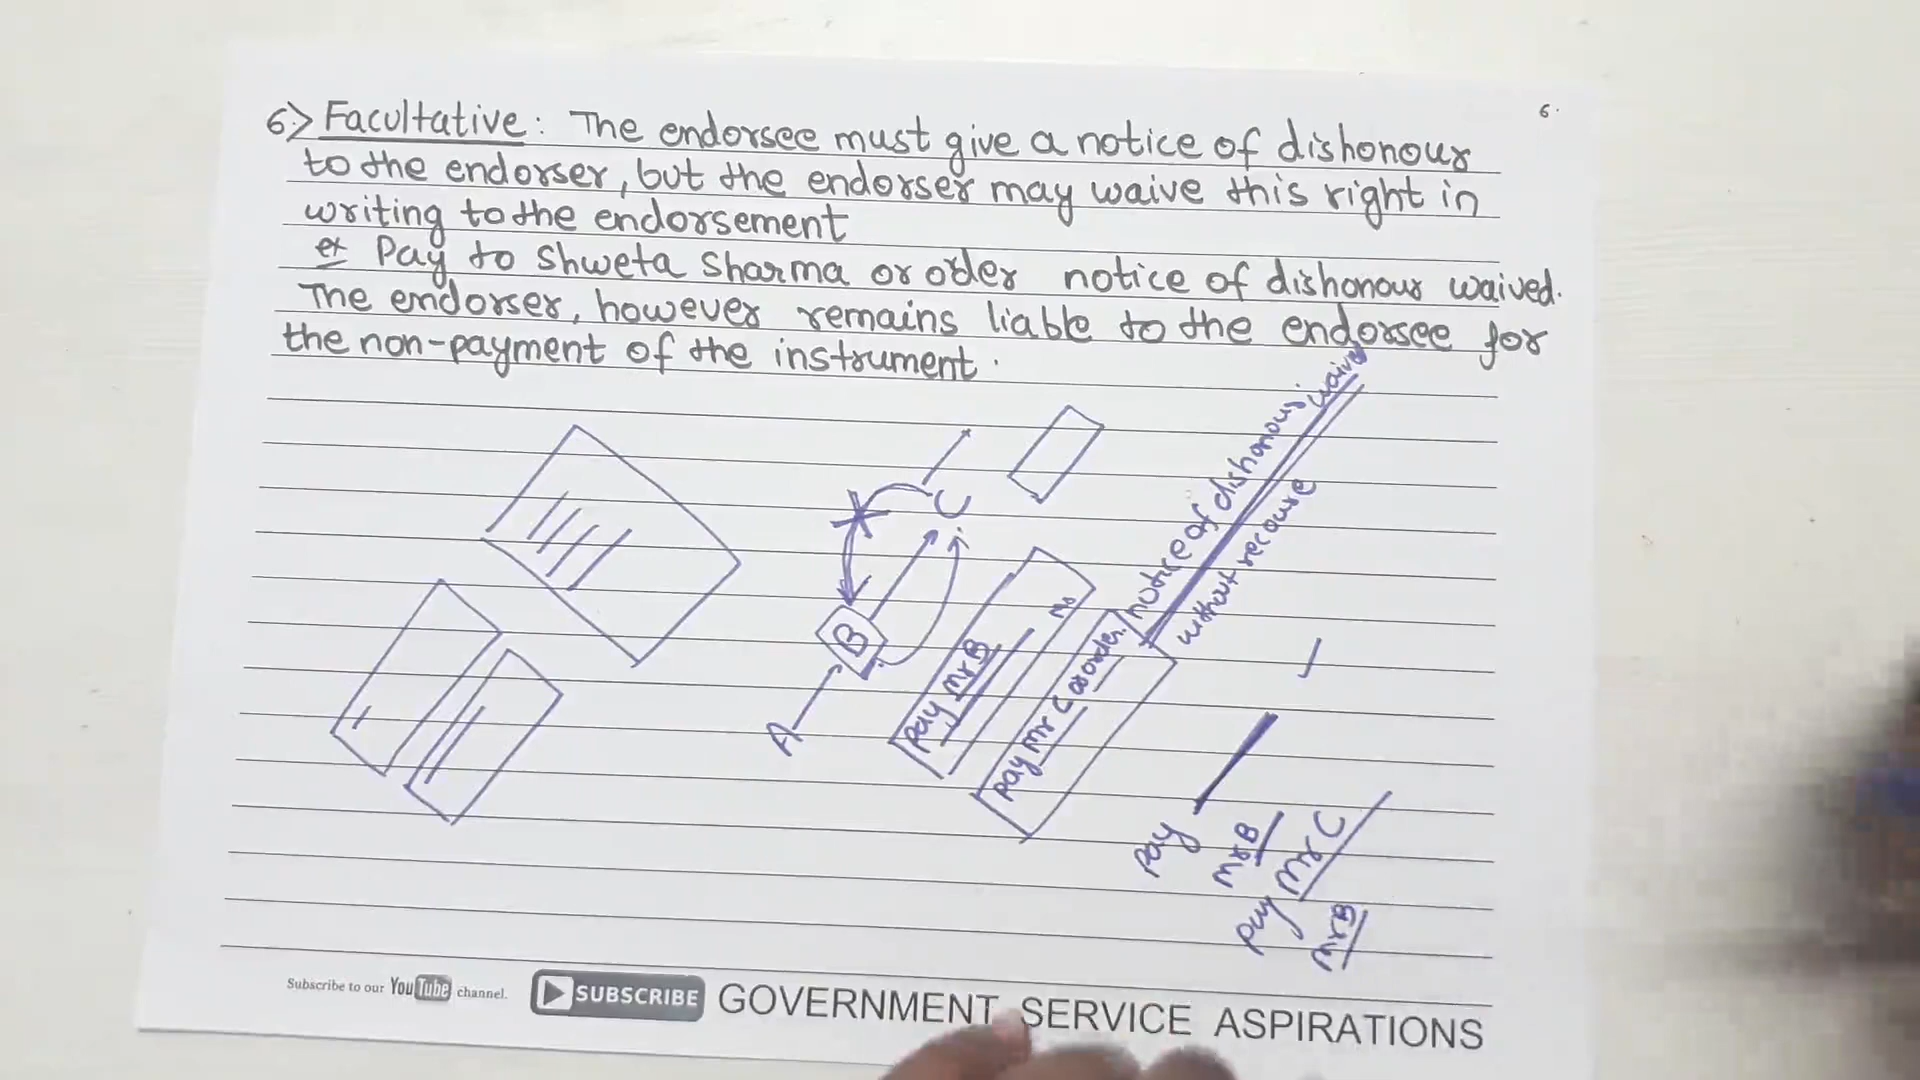 6.
6> Facultative: The endorsee must give a notice of dishonour
to the endorser, but the endorser may waive this right in
writing to the endorsement
ex Pay to Shweta Sharma or order notice of dishonour waived.
The endorser, however remains liable to the endorsee for
the non-payment of the instrument.
C
B
A
pay Mr B
Mr
pay Mr C or order notice of dishonour waived
without recourse
pay
Mr B
pay Mr C
Mr B
Subscribe to our YouTube channel. SUBSCRIBE GOVERNMENT SERVICE ASPIRATIONS